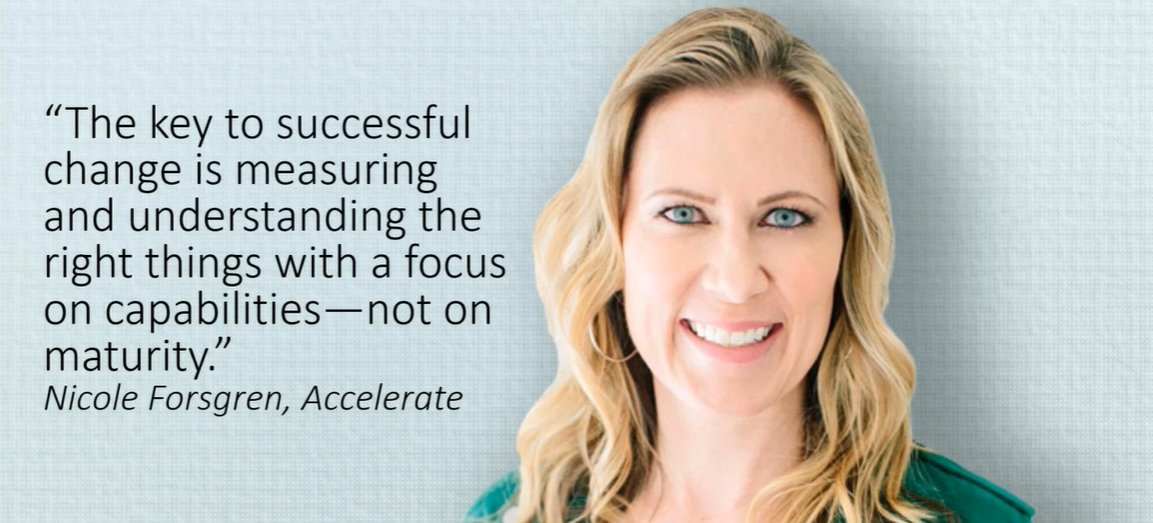 “The key to successful
change is measuring
and understanding the
right things with a focus
on capabilities—not on
maturity.”
Nicole Forsgren, Accelerate